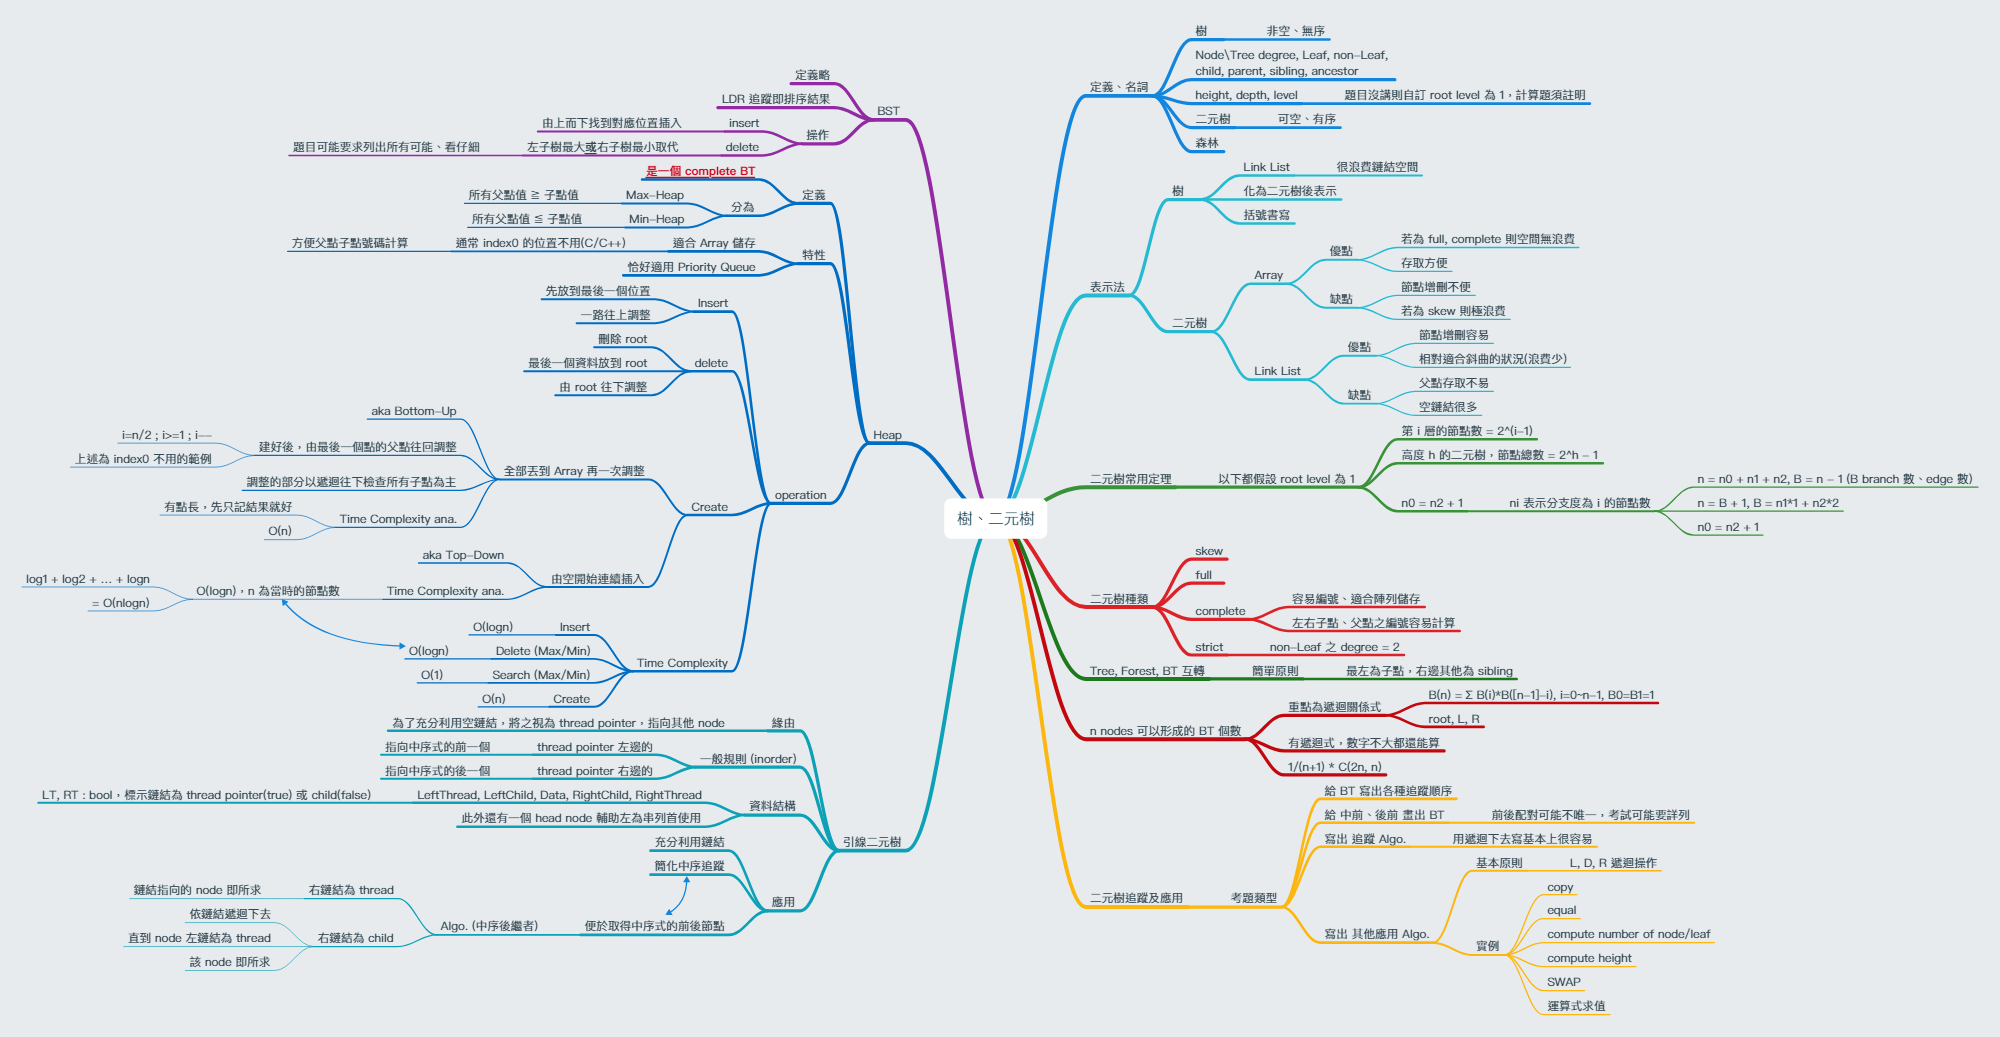 樹、二元樹
定義、名詞
樹
非空、無序
Node\Tree degree, Leaf, non-Leaf,
child, parent, sibling, ancestor
height, depth, level
題目沒講則自訂 root level 為 1，計算題須註明
二元樹
可空、有序
森林
表示法
樹
Link List
很浪費鏈結空間
化為二元樹後表示
括號書寫
二元樹
Array
優點
若為 full, complete 則空間無浪費
存取方便
缺點
節點增刪不便
若為 skew 則極浪費
Link List
優點
節點增刪容易
相對適合斜曲的狀況(浪費少)
缺點
父點存取不易
空鏈結很多
二元樹常用定理
以下都假設 root level 為 1
第 i 層的節點數 = 2^(i-1)
高度 h 的二元樹，節點總數 = 2^h - 1
n0 = n2 + 1
ni 表示分支度為 i 的節點數
n = n0 + n1 + n2, B = n - 1 (B branch 數、edge 數)
n = B + 1, B = n1*1 + n2*2
n0 = n2 + 1
二元樹種類
skew
full
complete
容易編號、適合陣列儲存
左右子點、父點之編號容易計算
strict
non-Leaf 之 degree = 2
Tree, Forest, BT 互轉
簡單原則
最左為子點，右邊其他為 sibling
n nodes 可以形成的 BT 個數
重點為遞迴關係式
B(n) = Σ B(i)*B([n-1]-i), i=0~n-1, B0=B1=1
root, L, R
有遞迴式，數字不大都還能算
1/(n+1) * C(2n, n)
二元樹追蹤及應用
考題類型
給 BT 寫出各種追蹤順序
給 中前、後前 畫出 BT
前後配對可能不唯一，考試可能要詳列
寫出 追蹤 Algo.
用遞迴下去寫基本上很容易
寫出 其他應用 Algo.
基本原則
L, D, R 遞迴操作
實例
copy
equal
compute number of node/leaf
compute height
SWAP
運算式求值
BST
定義略
LDR 追蹤即排序結果
操作
insert
由上而下找到對應位置插入
delete
左子樹最大或右子樹最小取代
題目可能要求列出所有可能、看仔細
Heap
定義
是一個 complete BT
分為
Max-Heap
所有父點值 ≧ 子點值
Min-Heap
所有父點值 ≦ 子點值
特性
適合 Array 儲存
通常 index0 的位置不用(C/C++)
方便父點子點號碼計算
恰好適用 Priority Queue
operation
Insert
先放到最後一個位置
一路往上調整
delete
刪除 root
最後一個資料放到 root
由 root 往下調整
Create
全部丟到 Array 再一次調整
aka Bottom-Up
建好後，由最後一個點的父點往回調整
i=n/2 ; i>=1 ; i--
上述為 index0 不用的範例
調整的部分以遞迴往下檢查所有子點為主
Time Complexity ana.
有點長，先只記結果就好
O(n)
由空開始連續插入
aka Top-Down
Time Complexity ana.
O(logn)，n 為當時的節點數
log1 + log2 + ... + logn
= O(nlogn)
Time Complexity
Insert
O(logn)
Delete (Max/Min)
O(logn)
Search (Max/Min)
O(1)
Create
O(n)
引線二元樹
緣由
為了充分利用空鏈結，將之視為 thread pointer，指向其他 node
一般規則 (inorder)
thread pointer 左邊的
指向中序式的前一個
thread pointer 右邊的
指向中序式的後一個
資料結構
LeftThread, LeftChild, Data, RightChild, RightThread
LT, RT : bool，標示鏈結為 thread pointer(true) 或 child(false)
此外還有一個 head node 輔助左為串列首使用
應用
充分利用鏈結
簡化中序追蹤
便於取得中序式的前後節點
Algo. (中序後繼者)
右鏈結為 thread
鏈結指向的 node 即所求
右鏈結為 child
依鏈結遞迴下去
直到 node 左鏈結為 thread
該 node 即所求